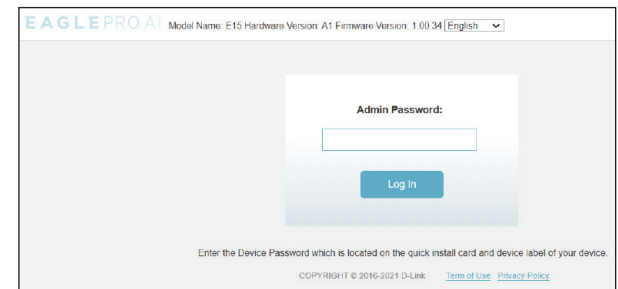 EAGLE PRO AI Model Name: E15 Hardware Version: A1 Firmware Version: 1.00.34 English
Admin Password:
Log In
Enter the Device Password which is located on the quick install card and device label of your device.
COPYRIGHT © 2016-2021 D-Link Term of Use Privacy Policy